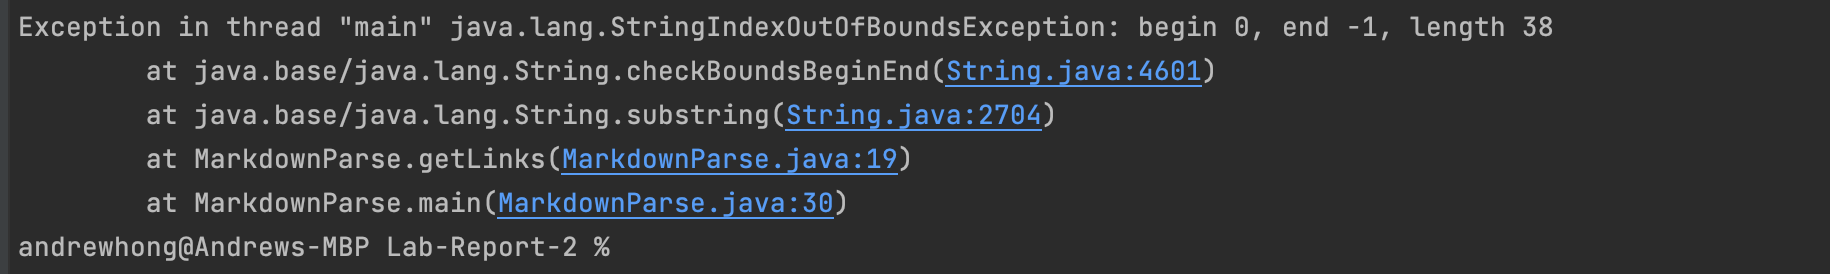 Exception in thread "main" java.lang.StringIndexOutOfBoundsException: begin 0, end -1, length 38
        at java.base/java.lang.String.checkBoundsBeginEnd(String.java:4601)
        at java.base/java.lang.String.substring(String.java:2704)
        at MarkdownParse.getLinks(MarkdownParse.java:19)
        at MarkdownParse.main(MarkdownParse.java:30)
andrewhong@Andrews-MBP Lab-Report-2 %